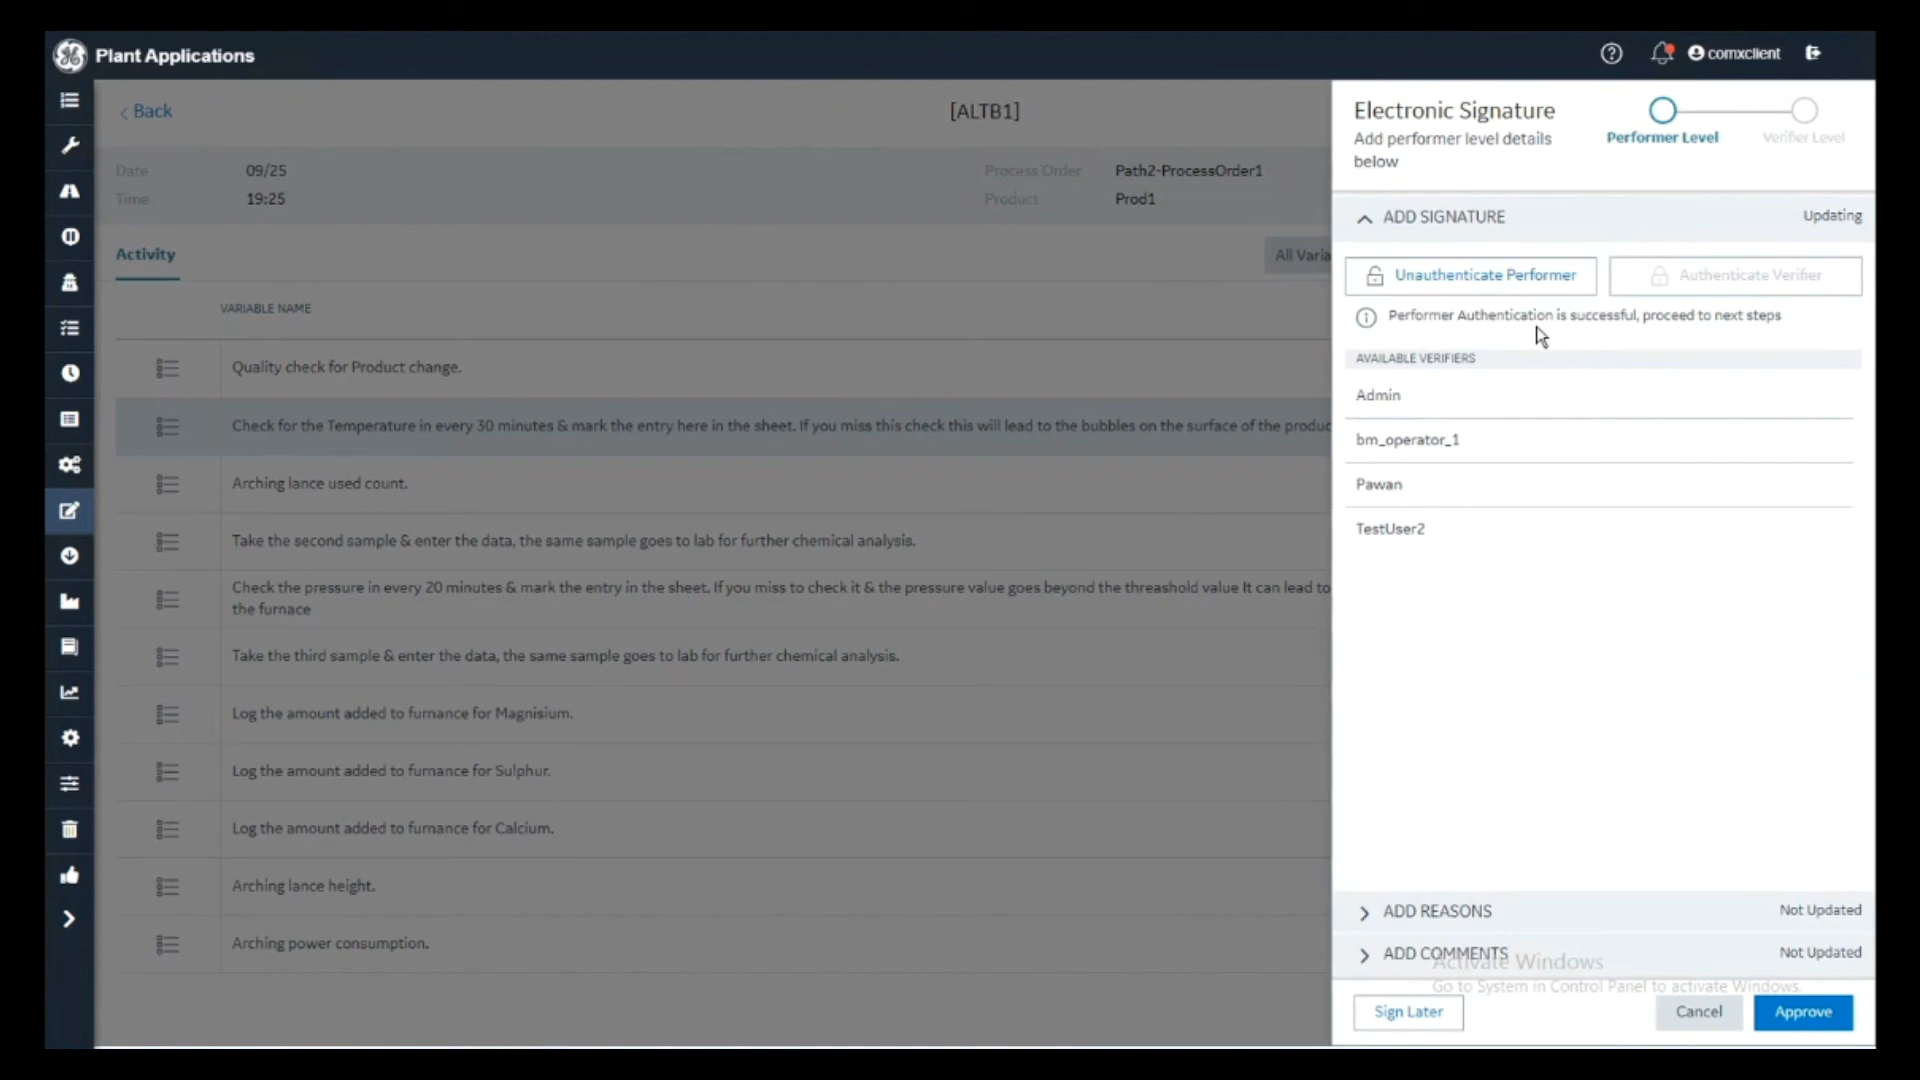 Plant Applications
comxclient
Back
[ALTB1]
Date 09/25
Process Order Path2-ProcessOrder1
Time 19:25
Product Prod1
Activity
All Varia
VARIABLE NAME
Quality check for Product change.
Check for the Temperature in every 30 minutes & mark the entry here in the sheet. If you miss this check this will lead to the bubbles on the surface of the produc
Arching lance used count.
Take the second sample & enter the data, the same sample goes to lab for further chemical analysis.
Check the pressure in every 20 minutes & mark the entry in the sheet. If you miss to check it & the pressure value goes beyond the threashold value It can lead to
the furnace
Take the third sample & enter the data, the same sample goes to lab for further chemical analysis.
Log the amount added to furnance for Magnisium.
Log the amount added to furnance for Sulphur.
Log the amount added to furnance for Calcium.
Arching lance height.
Arching power consumption.
Electronic Signature
Add performer level details
below
Performer Level
Verifier Level
ADD SIGNATURE
Updating
Unauthenticate Performer
Authenticate Verifier
Performer Authentication is successful, proceed to next steps
AVAILABLE VERIFIERS
Admin
bm_operator_1
Pawan
TestUser2
ADD REASONS
Not Updated
ADD COMMENTS
Not Updated
Activate Windows
Go to System in Control Panel to activate Windows.
Sign Later
Cancel
Approve